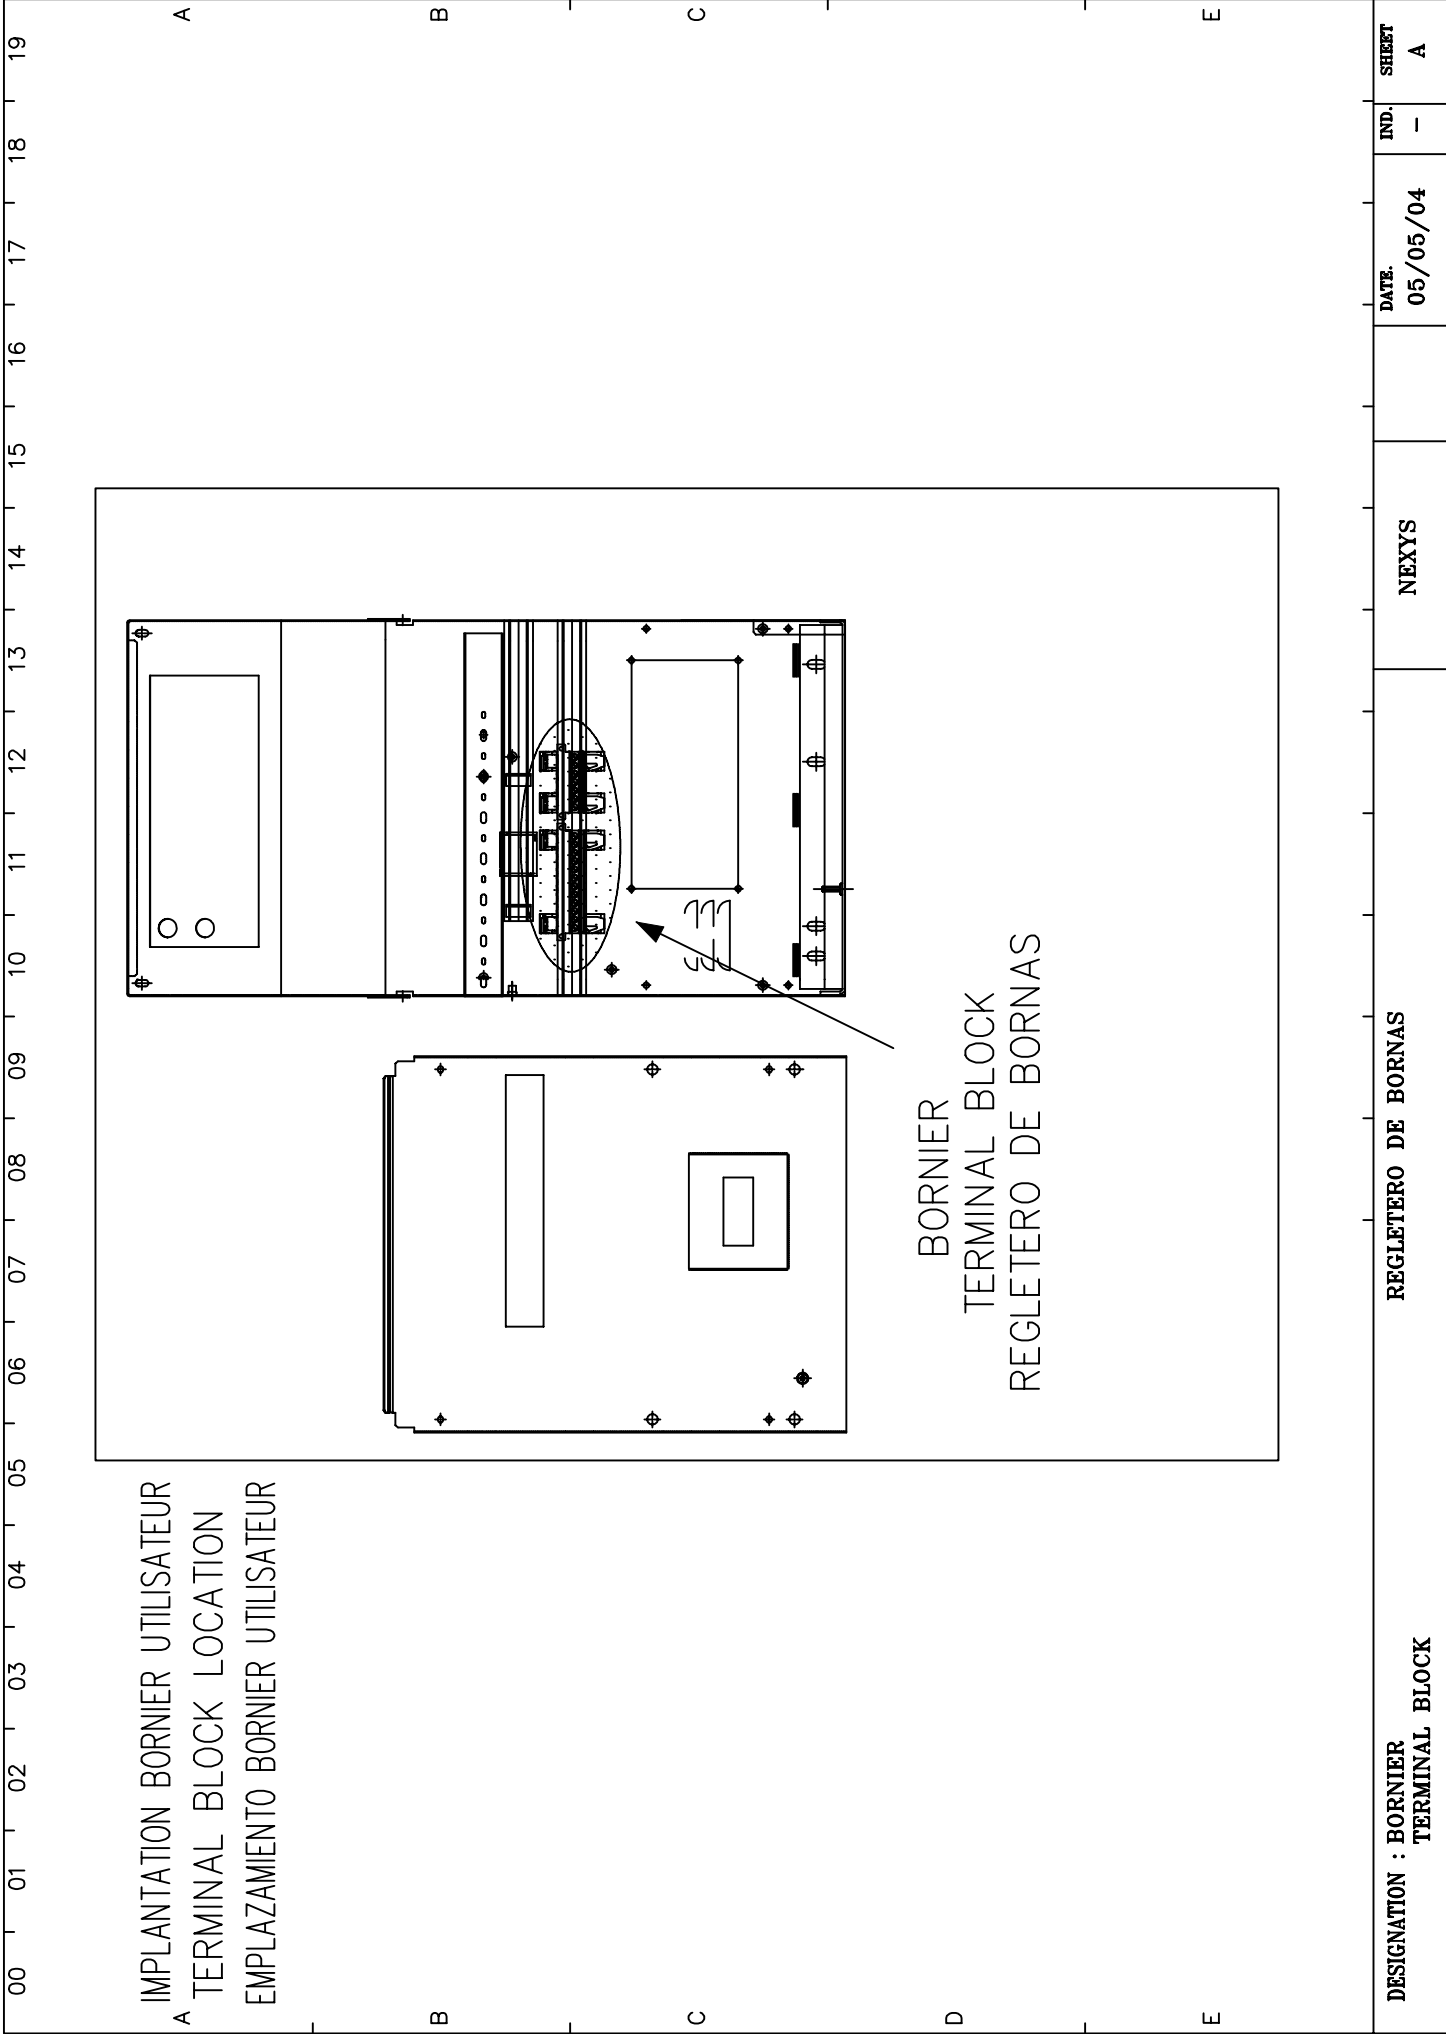 00 01 02 03 04 05 06 07 08 09 10 11 12 13 14 15 16 17 18 19
A A
B B
C C
D
E E
IMPLANTATION BORNIER UTILISATEUR
TERMINAL BLOCK LOCATION
EMPLAZAMIENTO BORNIER UTILISATEUR
BORNIER
TERMINAL BLOCK
REGLETERO DE BORNAS
DESIGNATION : BORNIER
TERMINAL BLOCK
REGLETERO DE BORNAS
NEXYS
DATE.
05/05/04
IND.
–
SHEET
A